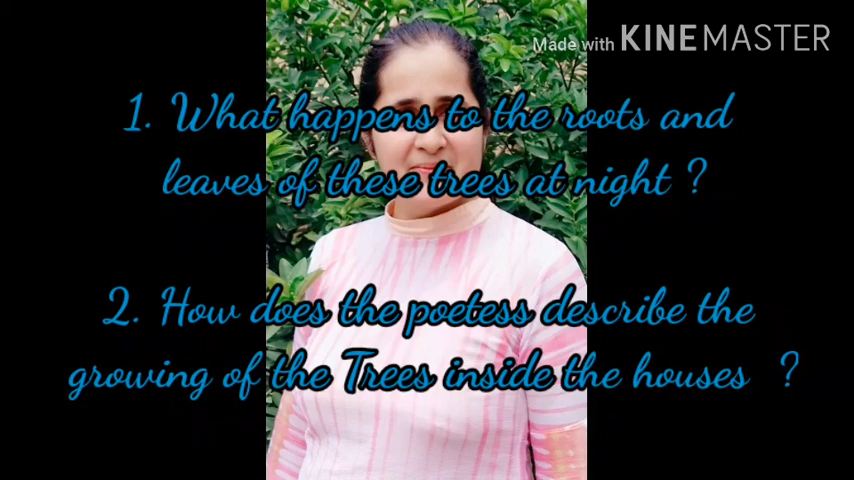 Made with KINEMASTER
1. What happens to the roots and
leaves of these trees at night ?
2. How does the poetess describe the
growing of the Trees inside the houses ?